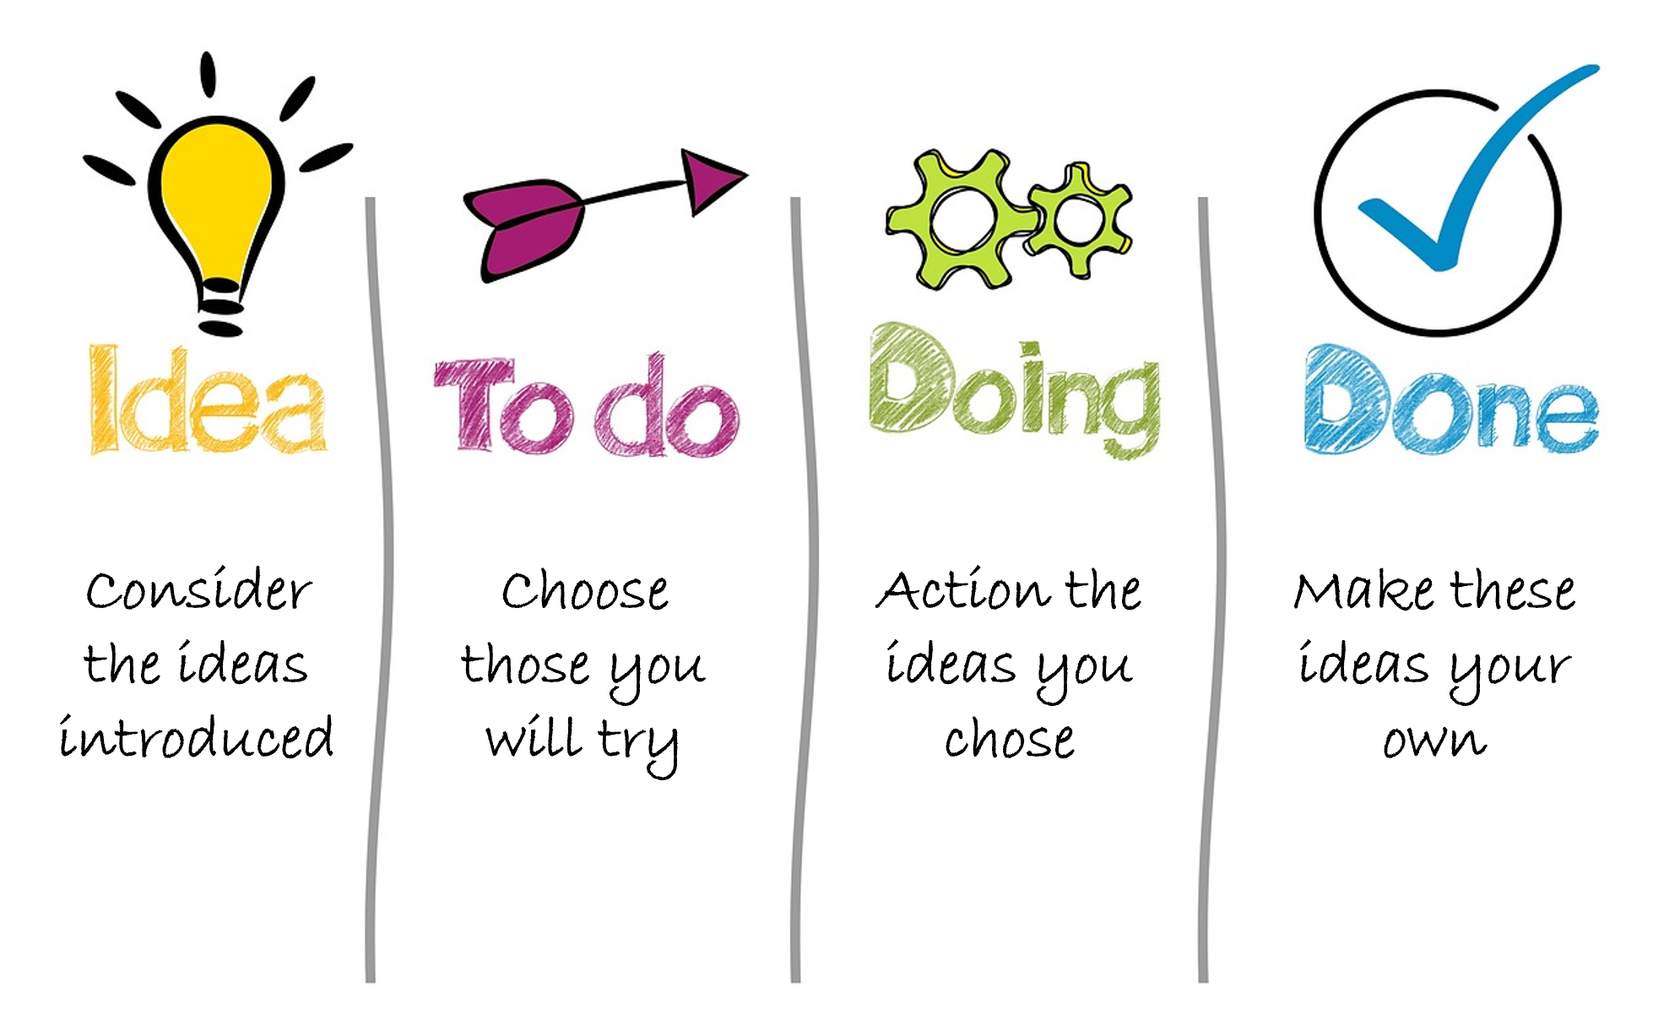 Idea
Consider
the ideas
introduced
To do
Choose
those you
will try
Doing
Action the
ideas you
chose
Done
Make these
ideas your
own